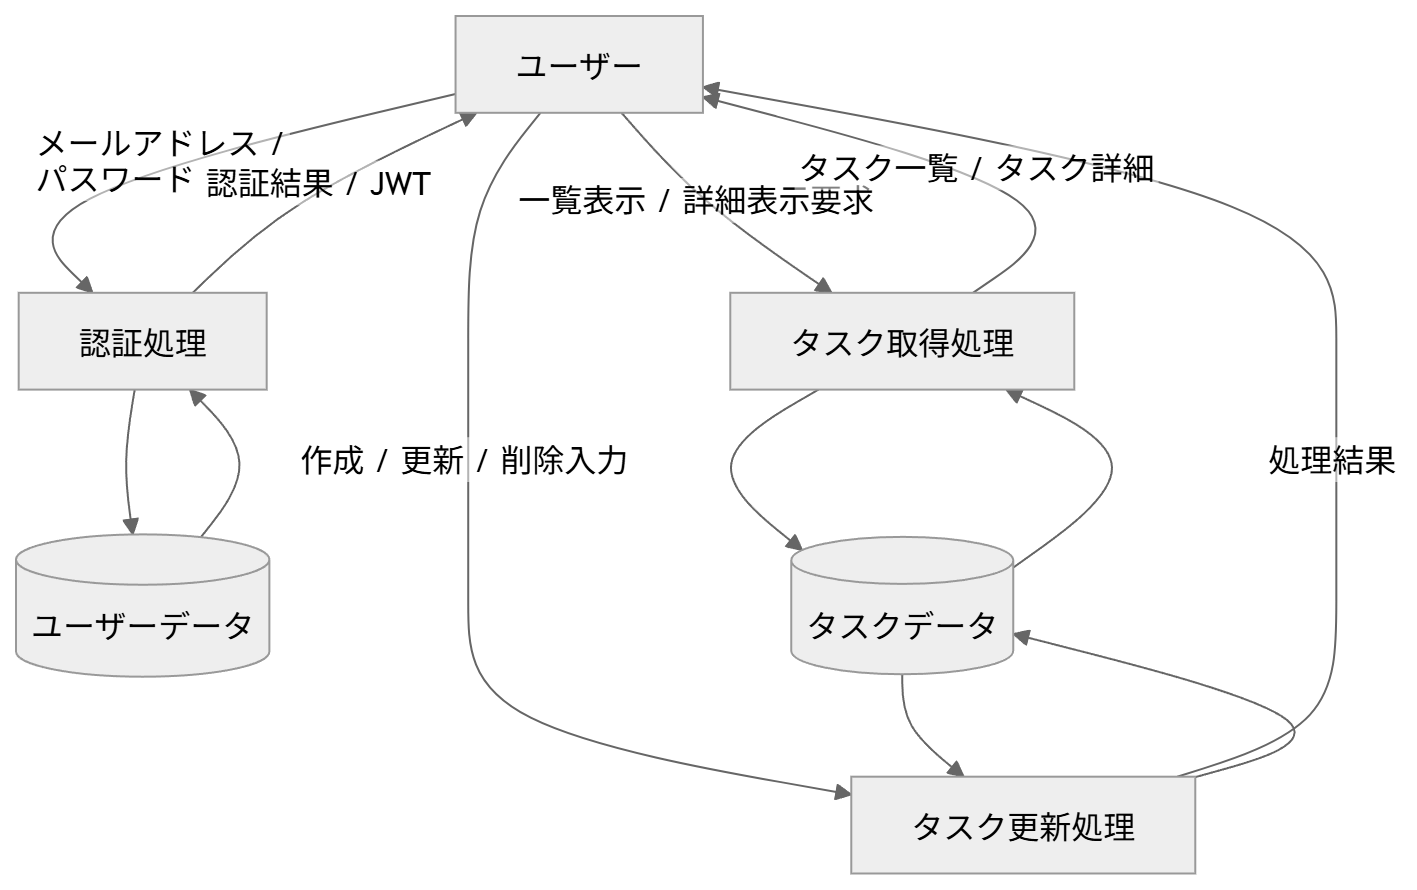 ユーザー
メールアドレス /
パスワード
認証結果 / JWT
一覧表示 / 詳細表示要求
タスク一覧 / タスク詳細
認証処理
タスク取得処理
作成 / 更新 / 削除入力
処理結果
ユーザーデータ
タスクデータ
タスク更新処理